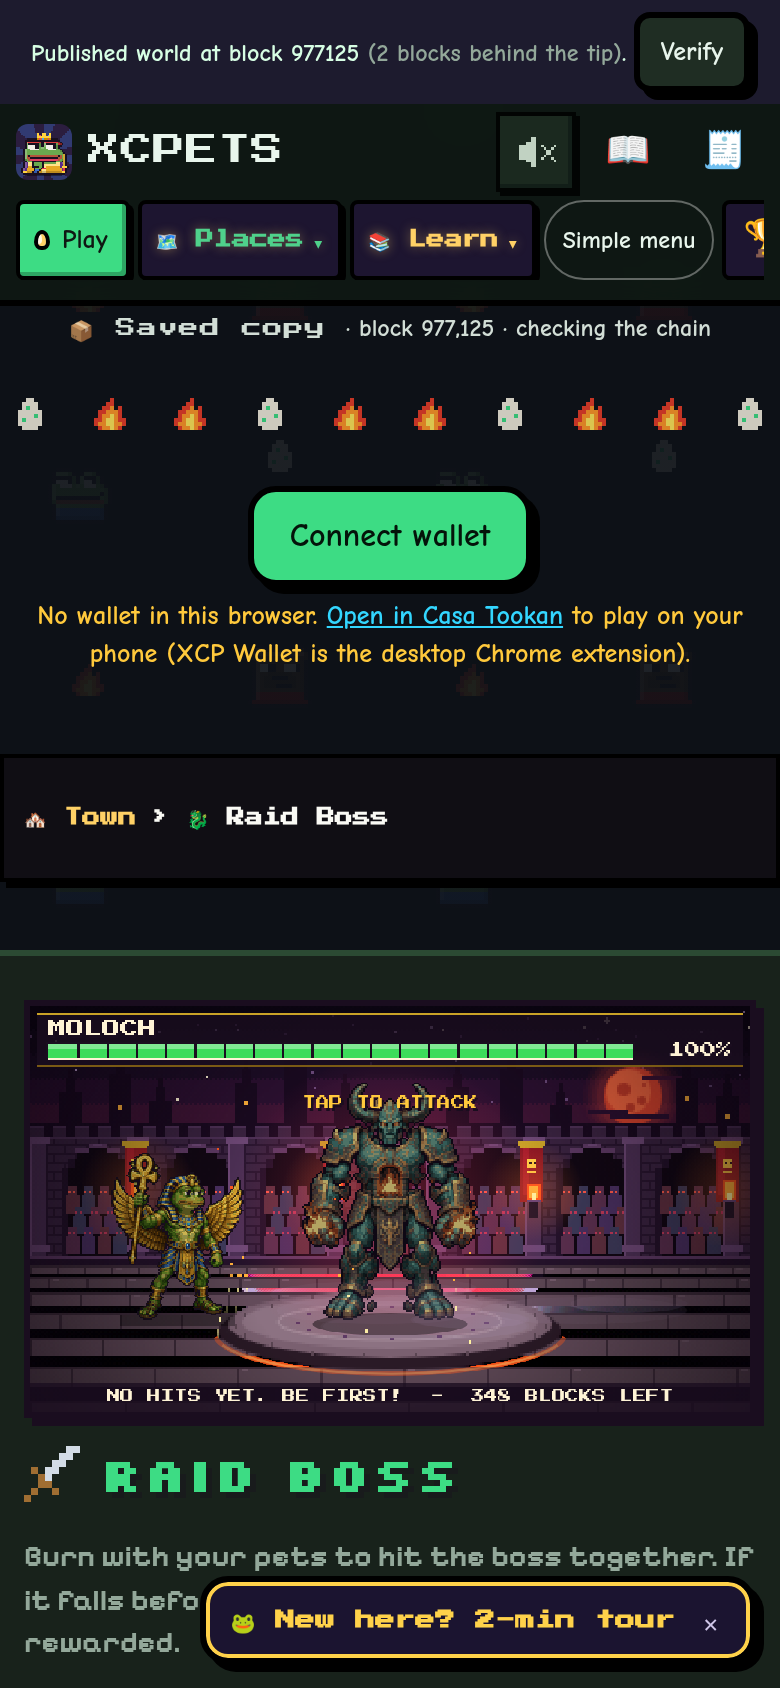 Published world at block 977125 (2 blocks behind the tip).
Verify
XCPETS
Play
Places
Learn
Simple menu
Saved copy · block 977,125 · checking the chain
Connect wallet
No wallet in this browser. Open in Casa Tookan to play on your
phone (XCP Wallet is the desktop Chrome extension).
Town › Raid Boss
MOLOCH
100%
TAP TO ATTACK
NO HITS YET. BE FIRST! - 348 BLOCKS LEFT
RAID BOSS
Burn with your pets to hit the boss together. If
it falls
rewarded.
New here? 2-min tour ×